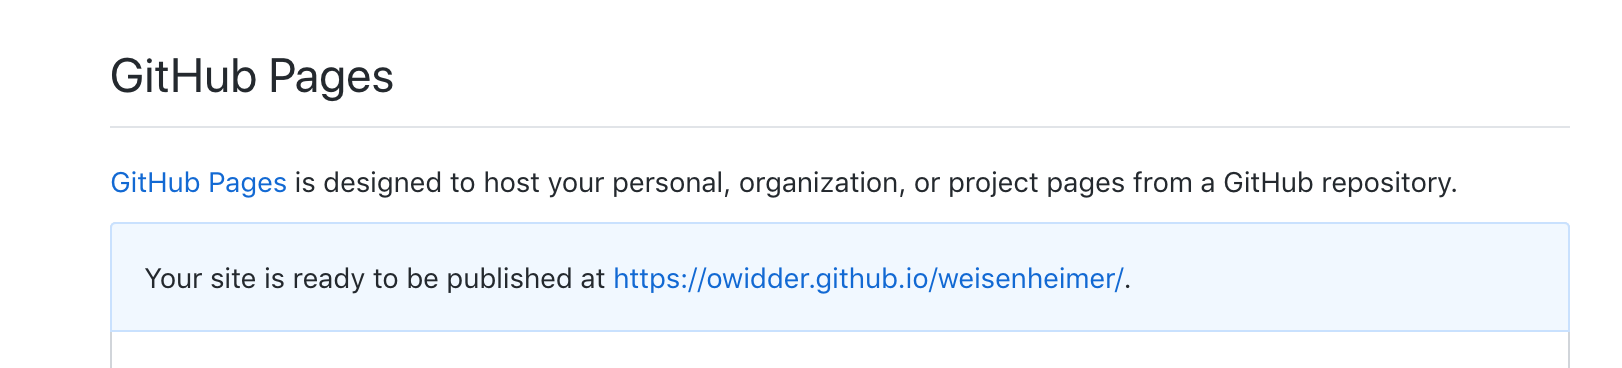 GitHub Pages
GitHub Pages is designed to host your personal, organization, or project pages from a GitHub repository.
Your site is ready to be published at https://owidder.github.io/weisenheimer/.